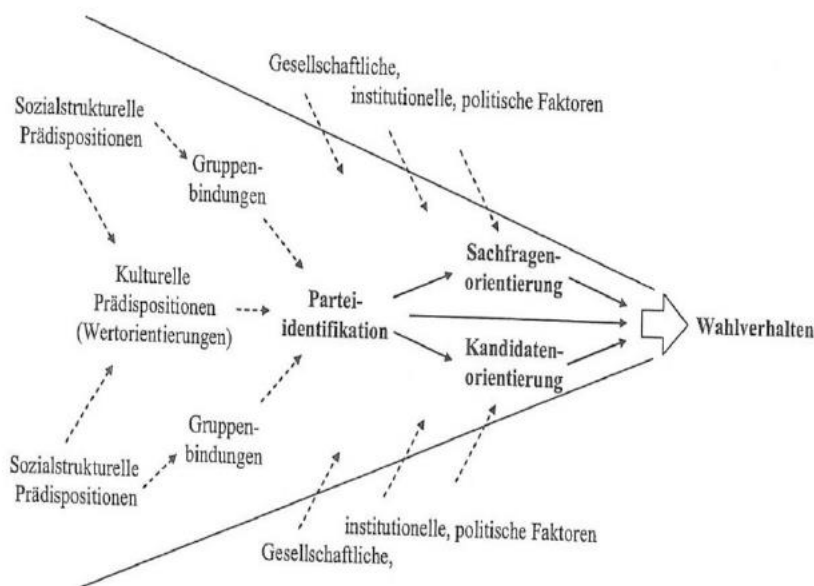 Gesellschaftliche,
institutionelle, politische Faktoren
Sozialstrukturelle
Prädispositionen
Gruppen-
bindungen
Kulturelle
Prädispositionen
(Wertorientierungen)
Partei-
identifikation
Sachfragen-
orientierung
Kandidaten-
orientierung
Wahlverhalten
Gruppen-
bindungen
Sozialstrukturelle
Prädispositionen
institutionelle, politische Faktoren
Gesellschaftliche,